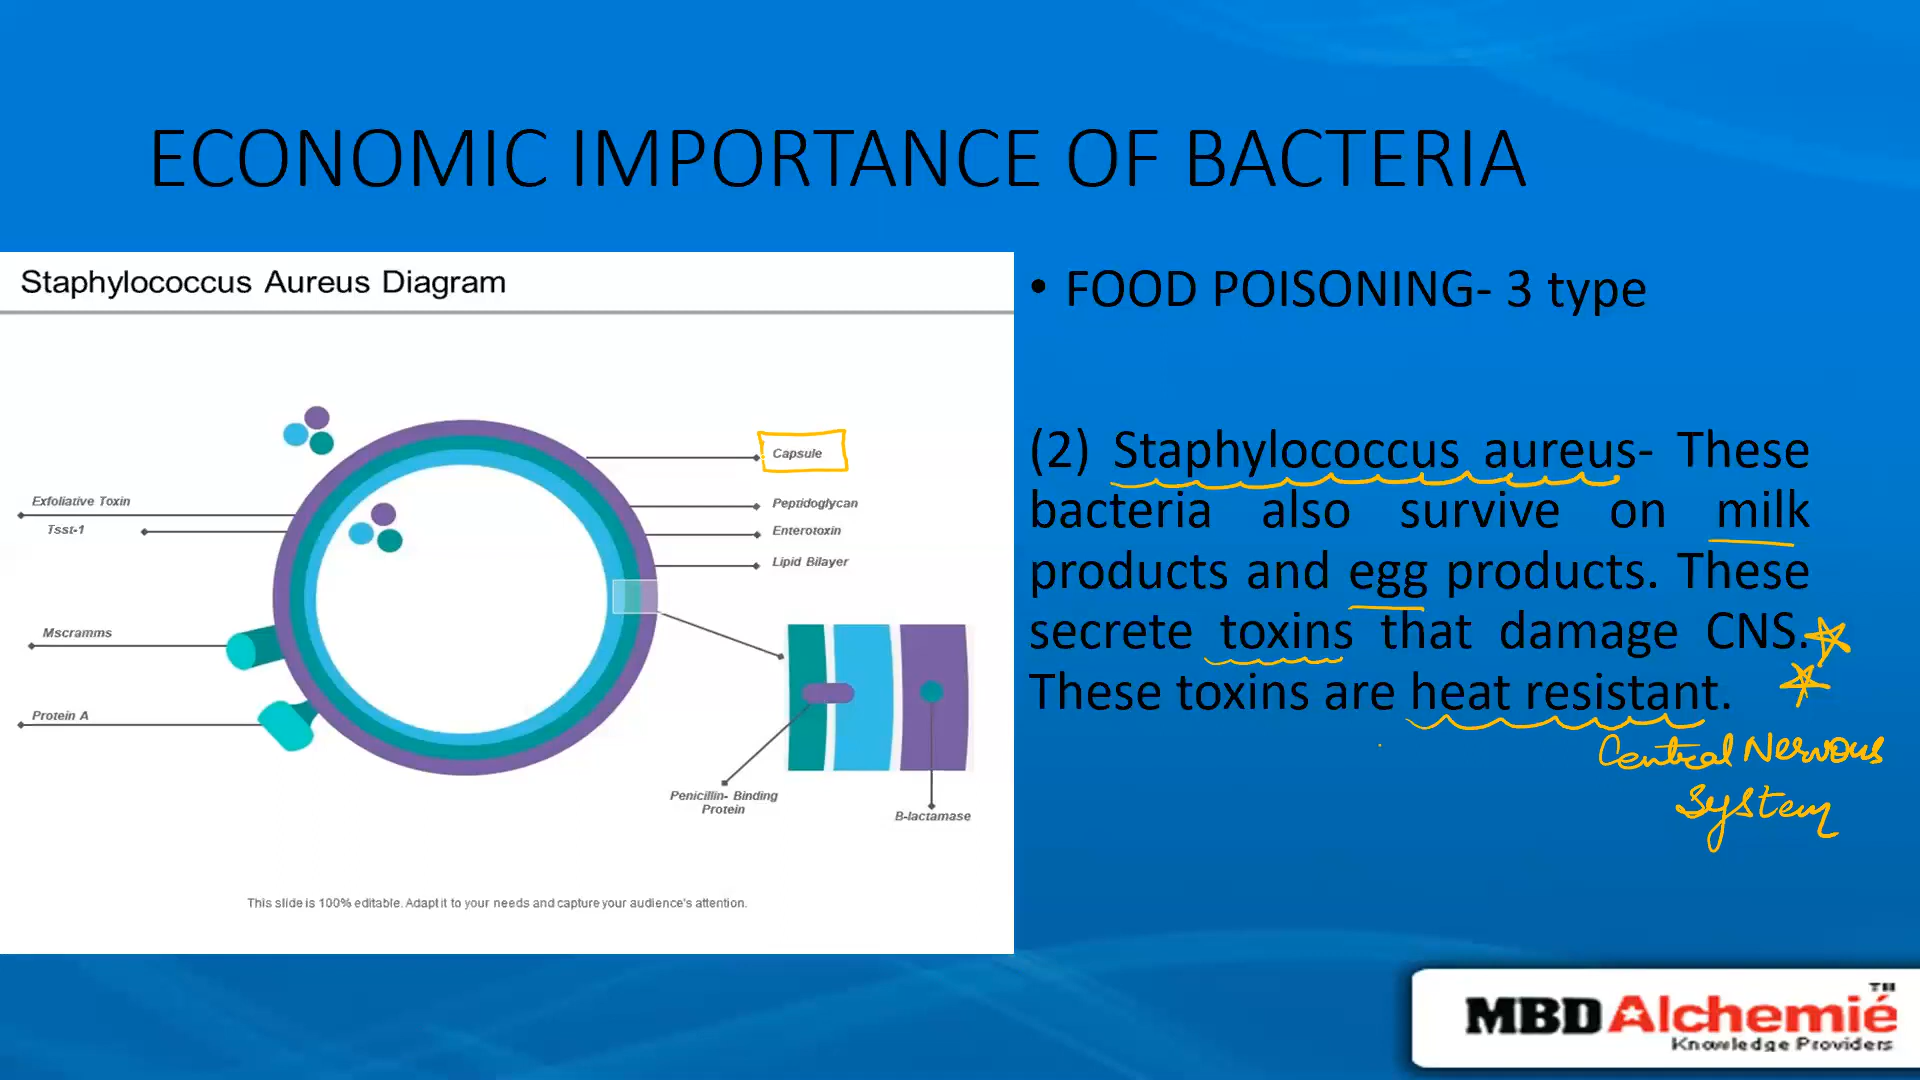 ECONOMIC IMPORTANCE OF BACTERIA
Staphylococcus Aureus Diagram
Capsule
Exfoliative Toxin
Tsst-1
Peptidoglycan
Enterotoxin
Lipid Bilayer
Mscramms
Protein A
Penicillin- Binding
Protein
B-lactamase
This slide is 100% editable. Adapt it to your needs and capture your audience's attention.
• FOOD POISONING- 3 type
(2) Staphylococcus aureus- These
bacteria also survive on milk
products and egg products. These
secrete toxins that damage CNS.
These toxins are heat resistant.
Central Nervous
System
MBD Alchemié TM
Knowledge Providers